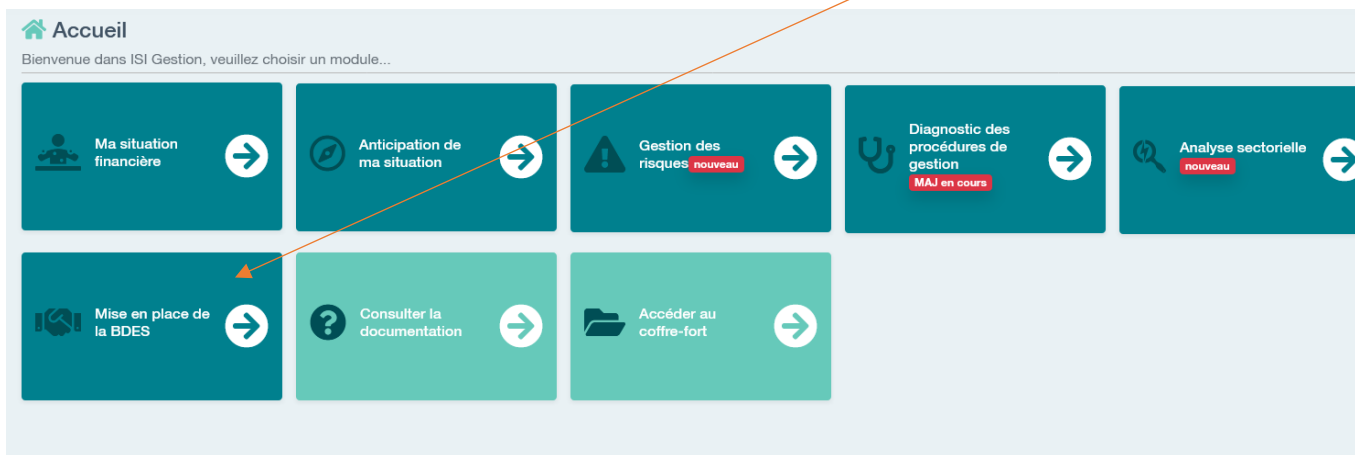 Accueil
Bienvenue dans ISI Gestion, veuillez choisir un module...
Ma situation
financière
Anticipation de
ma situation
Gestion des
risques nouveau
Diagnostic des
procédures de
gestion
MAJ en cours
Analyse sectorielle
nouveau
Mise en place de
la BDES
Consulter la
documentation
Accéder au
coffre-fort